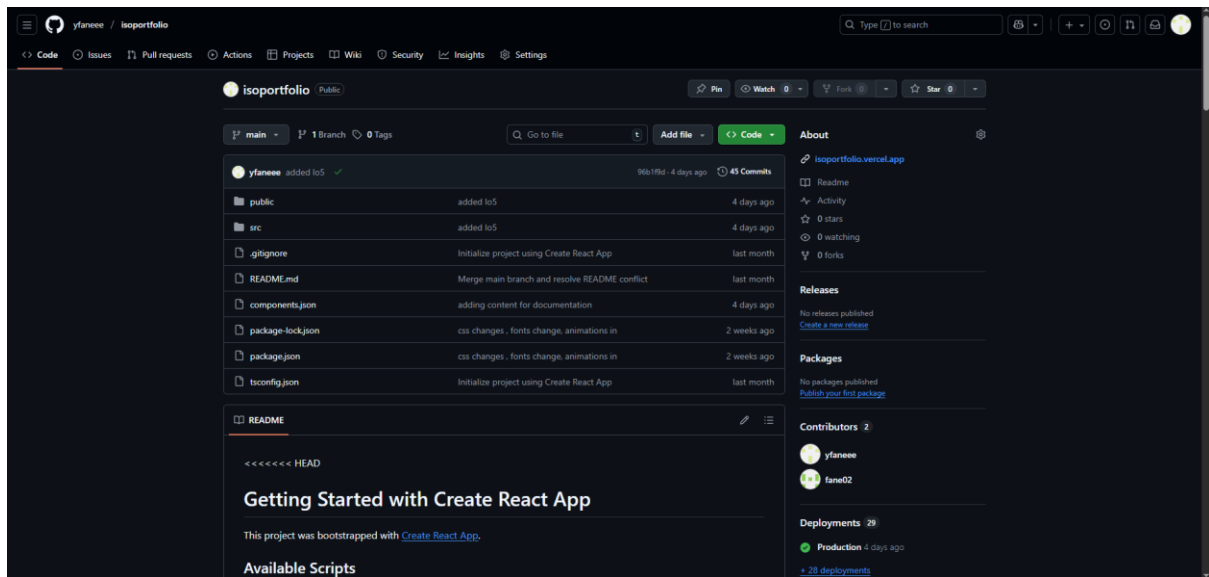 yfaneee / isoportfolio
Type / to search
Code Issues Pull requests Actions Projects Wiki Security Insights Settings
isoportfolio Public
Pin Watch 0 Fork 0 Star 0
main 1 Branch 0 Tags
Go to file t Add file Code
yfaneee added lo5 96b1f9d · 4 days ago 45 Commits
public added lo5 4 days ago
src added lo5 4 days ago
.gitignore Initialize project using Create React App last month
README.md Merge main branch and resolve README conflict last month
components.json adding content for documentation 4 days ago
package-lock.json css changes , fonts change, animations in 2 weeks ago
package.json css changes , fonts change, animations in 2 weeks ago
tsconfig.json Initialize project using Create React App last month
README
<<<<<<< HEAD
Getting Started with Create React App
This project was bootstrapped with Create React App.
Available Scripts
About
isoportfolio.vercel.app
Readme
Activity
0 stars
0 watching
0 forks
Releases
No releases published
Create a new release
Packages
No packages published
Publish your first package
Contributors 2
yfaneee
fane02
Deployments 29
Production 4 days ago
+ 28 deployments